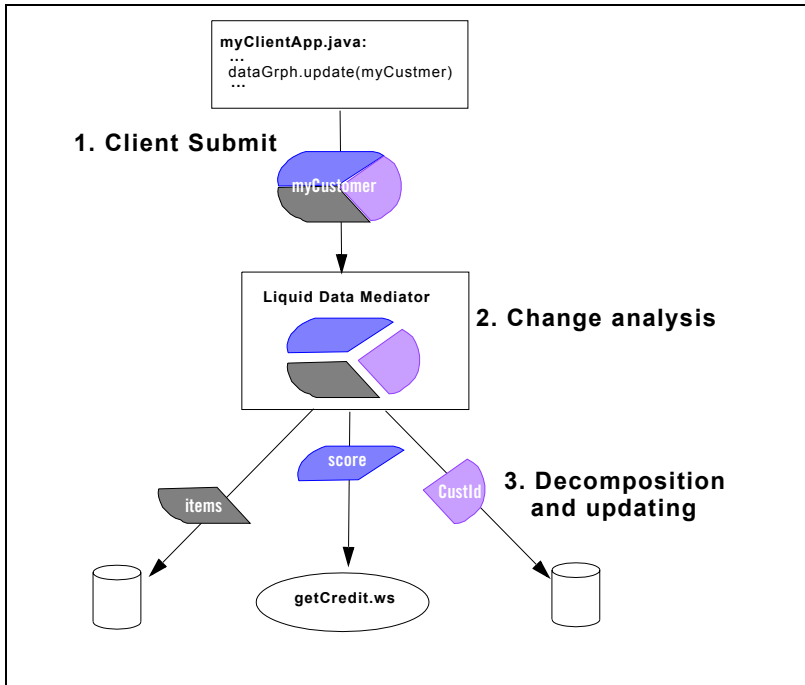 myClientApp.java:
...
dataGrph.update(myCustmer)
...
1. Client Submit
myCustomer
Liquid Data Mediator
2. Change analysis
score
items
CustId
3. Decomposition
and updating
getCredit.ws